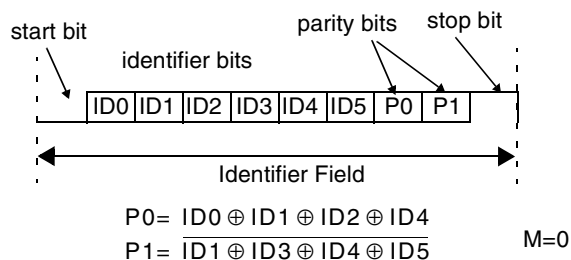 parity bits
stop bit
start bit
identifier bits
ID0 ID1 ID2 ID3 ID4 ID5 P0 P1
Identifier Field
P0= ID0 ⊕ ID1 ⊕ ID2 ⊕ ID4
P1= ID1 ⊕ ID3 ⊕ ID4 ⊕ ID5
M=0